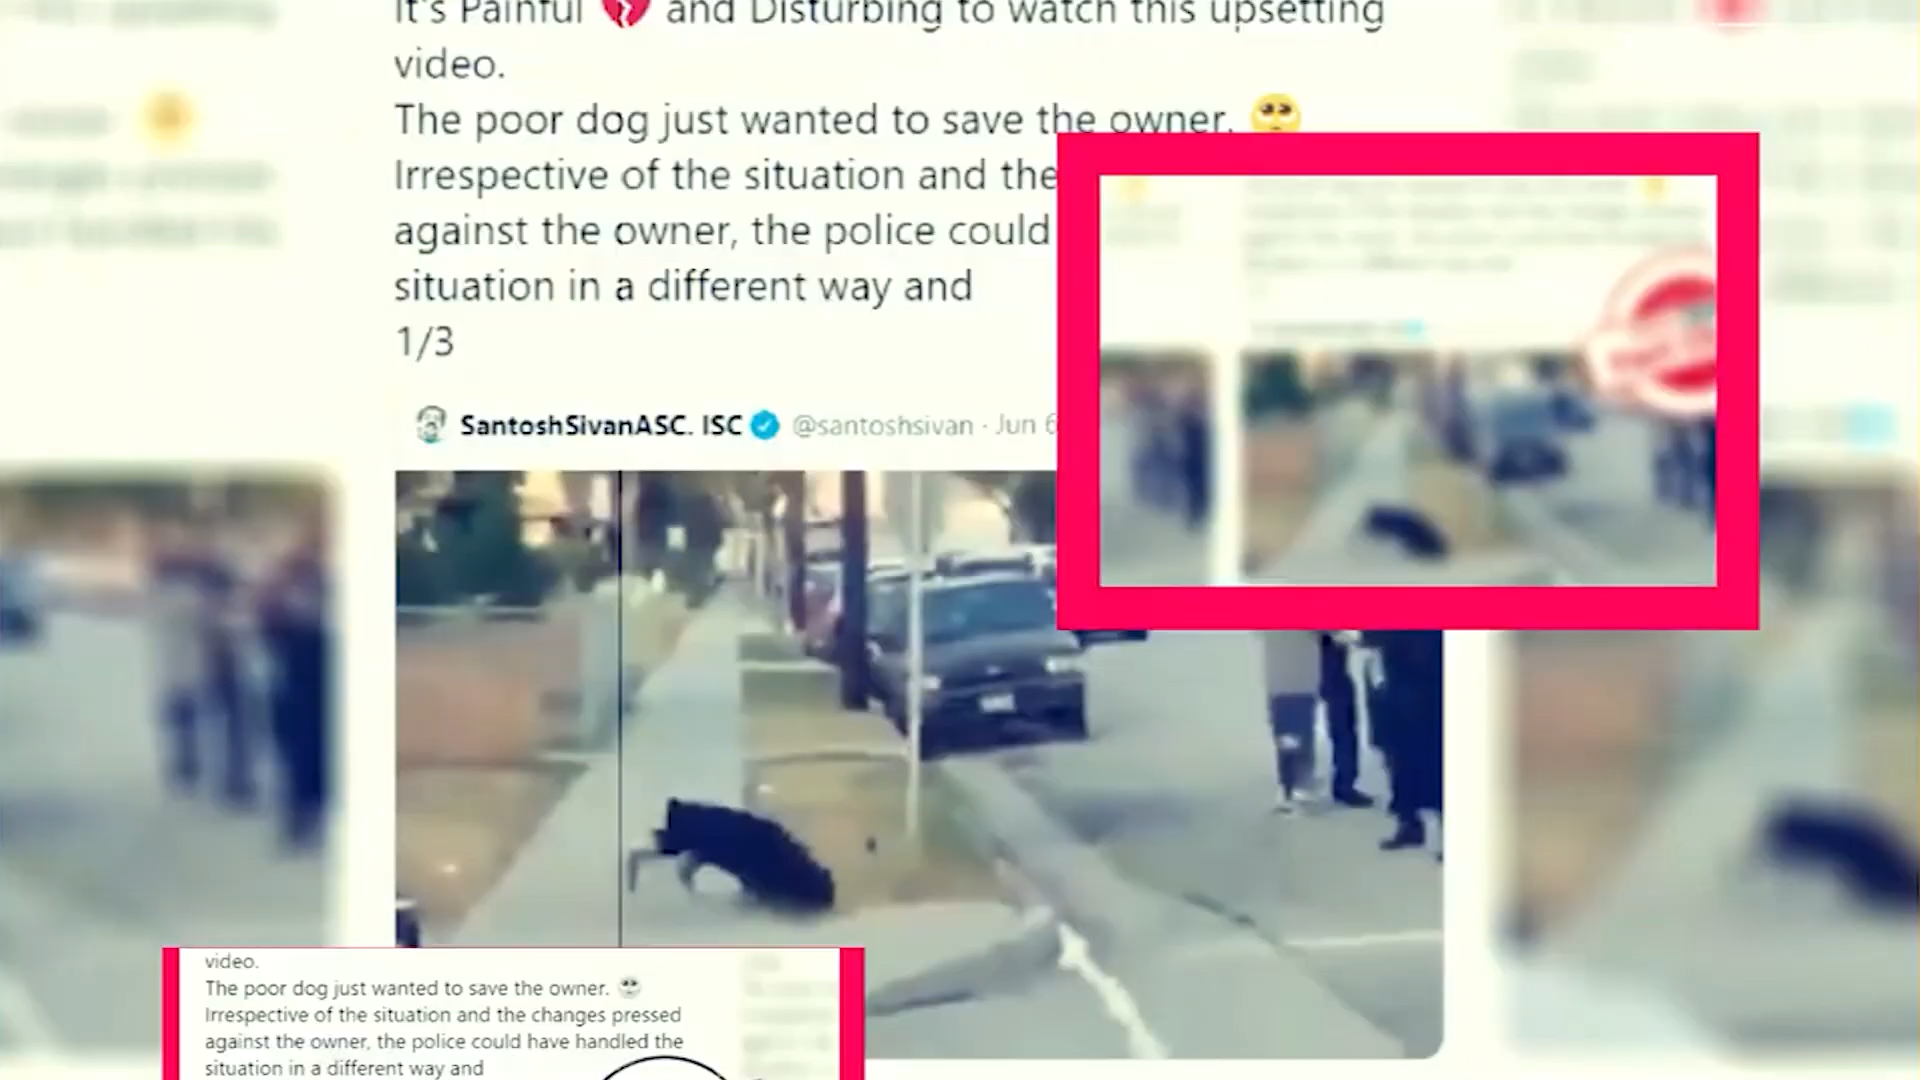 It's Painful 💔 and Disturbing to watch this upsetting
video.
The poor dog just wanted to save the owner. 🥺
Irrespective of the situation and the
against the owner, the police could
situation in a different way and
1/3
SantoshSivanASC. ISC @santoshsivan · Jun 6
video.
The poor dog just wanted to save the owner. 🥺
Irrespective of the situation and the changes pressed
against the owner, the police could have handled the
situation in a different way and